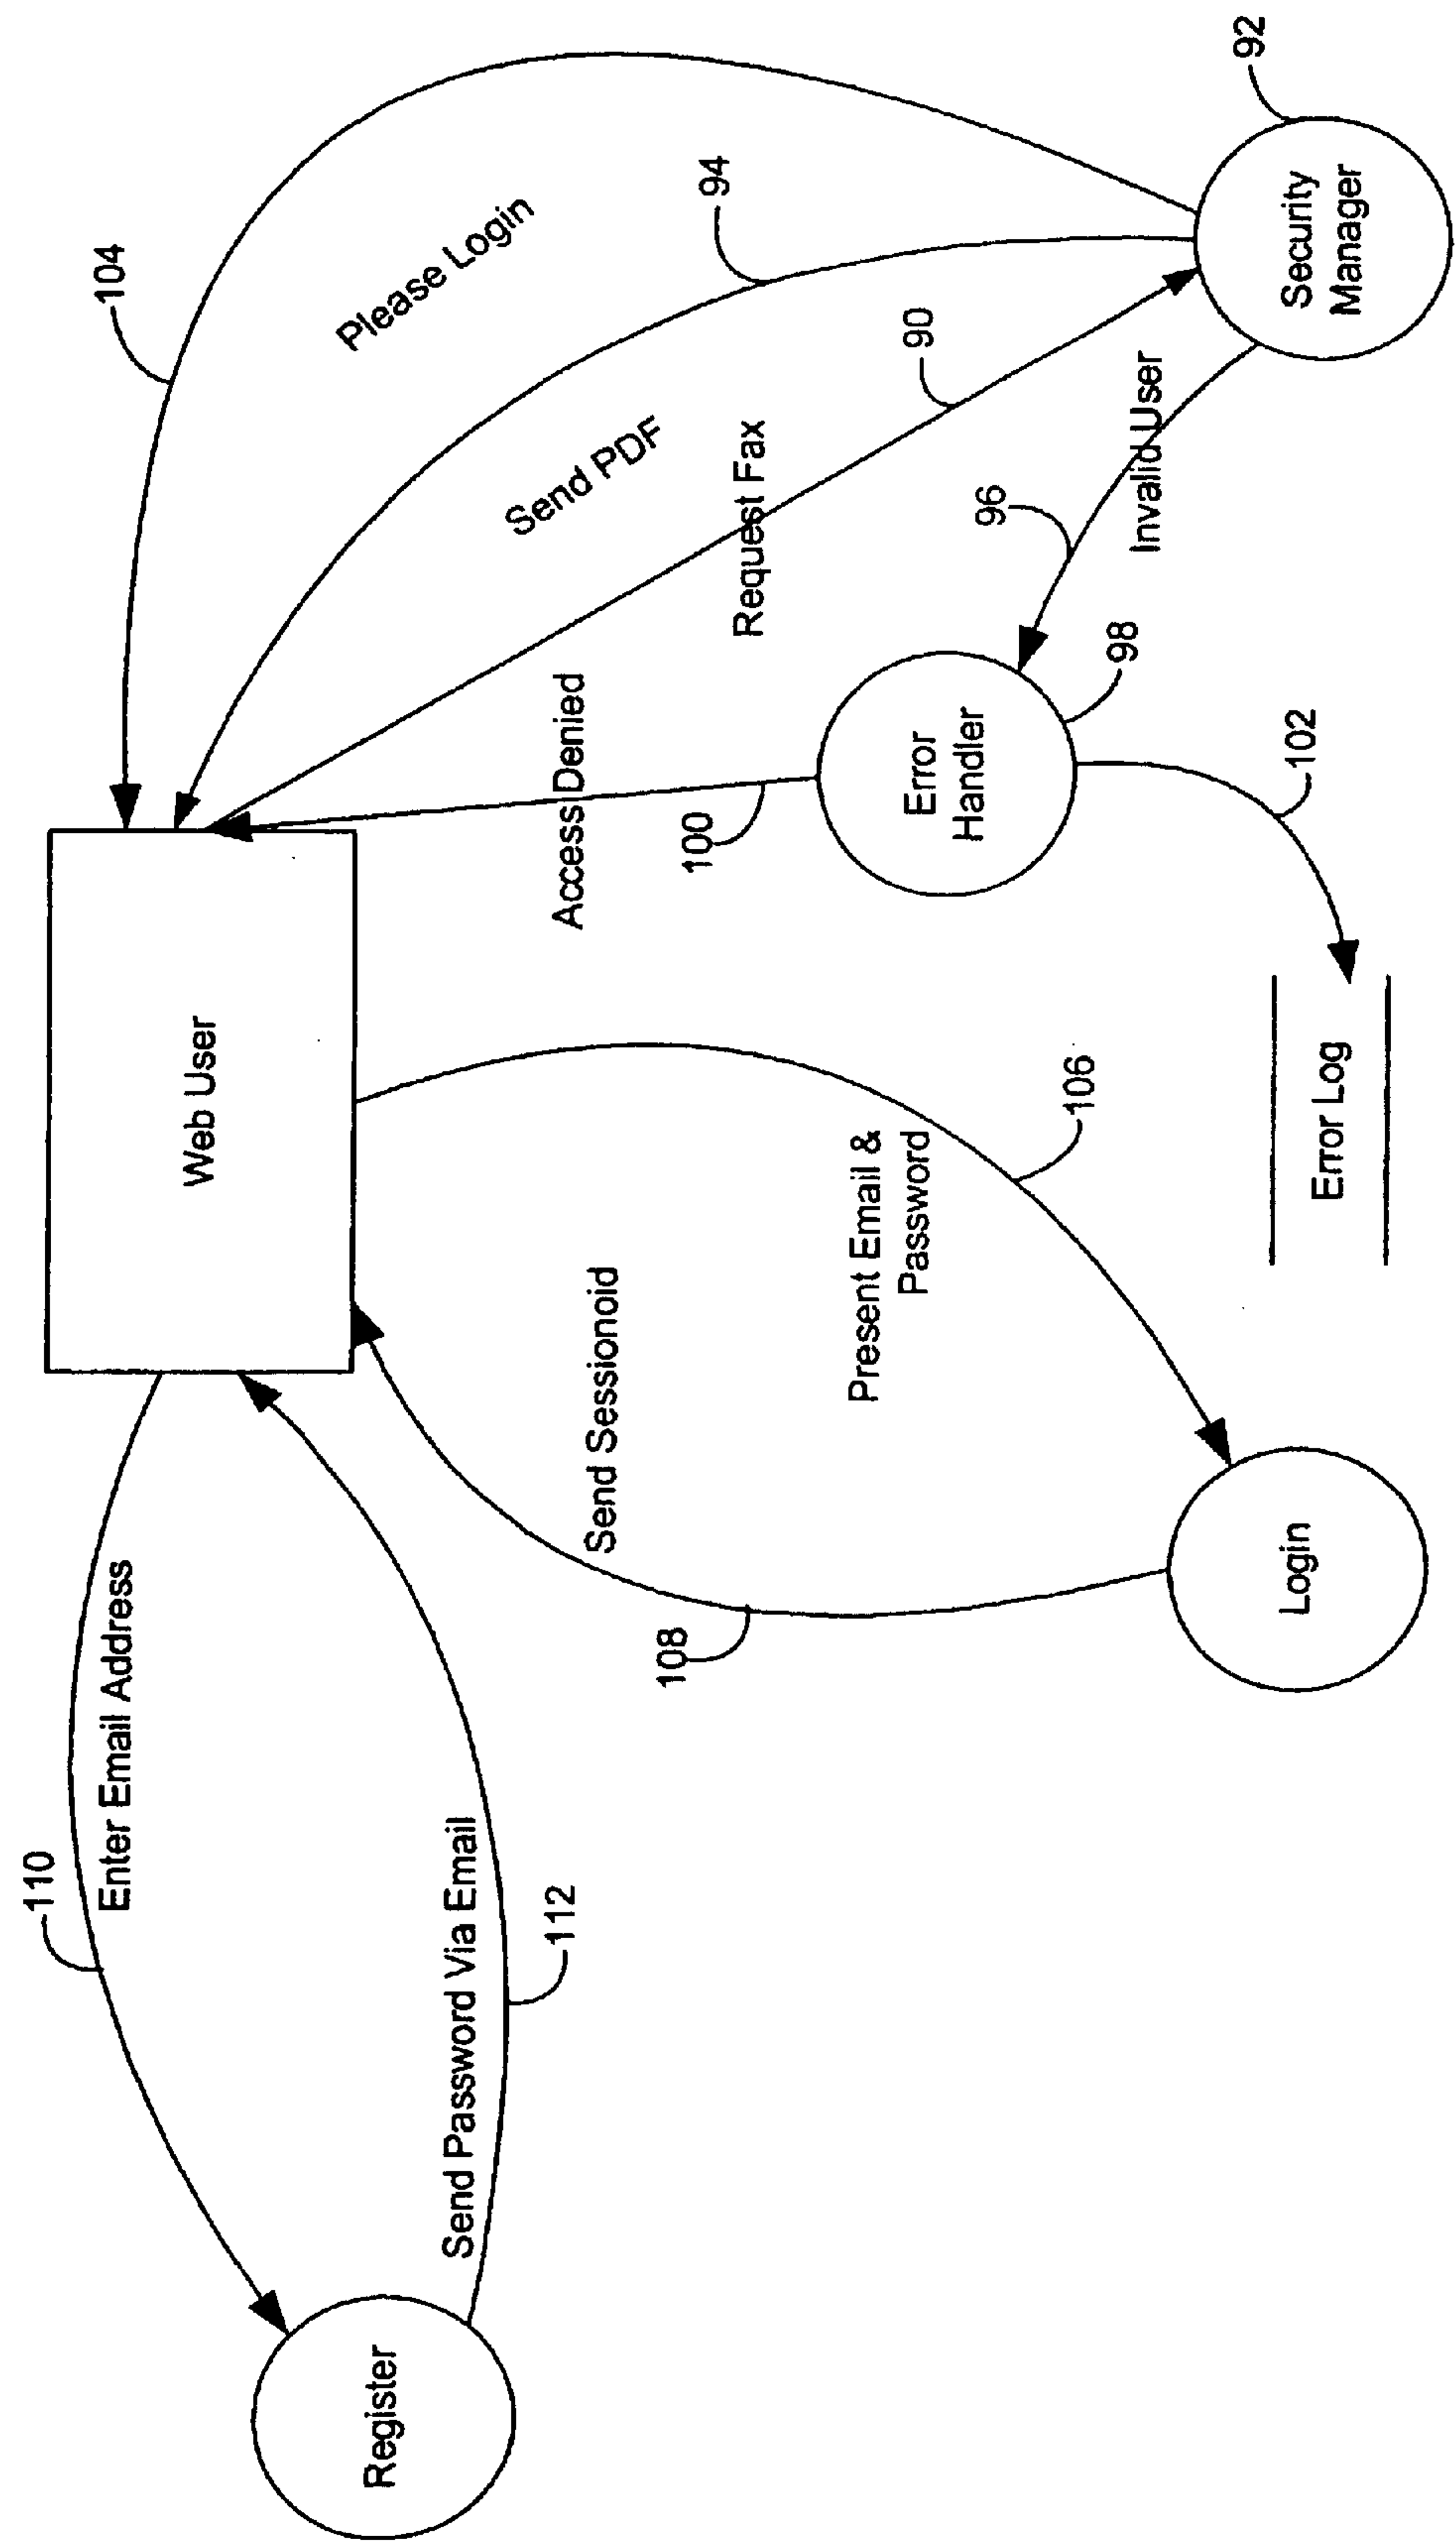 110
Enter Email Address
Register
Send Password Via Email
112
Web User
104
Please Login
94
Send PDF
90
Request Fax
Access Denied
100
108
Send Sessionoid
Present Email &
Password
106
Login
Error
Handler
98
96
Invalid User
102
Error Log
Security
Manager
92